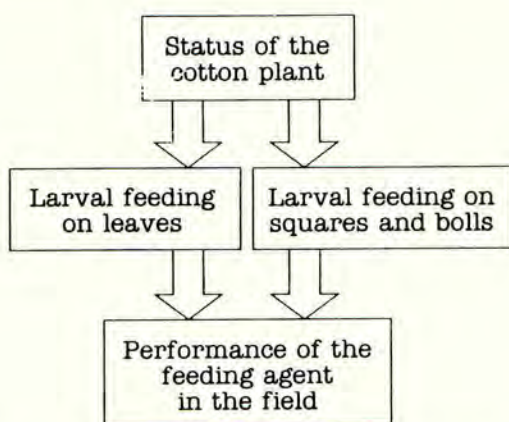 Status of the
cotton plant
Larval feeding
on leaves
Larval feeding on
squares and bolls
Performance of the
feeding agent
in the field